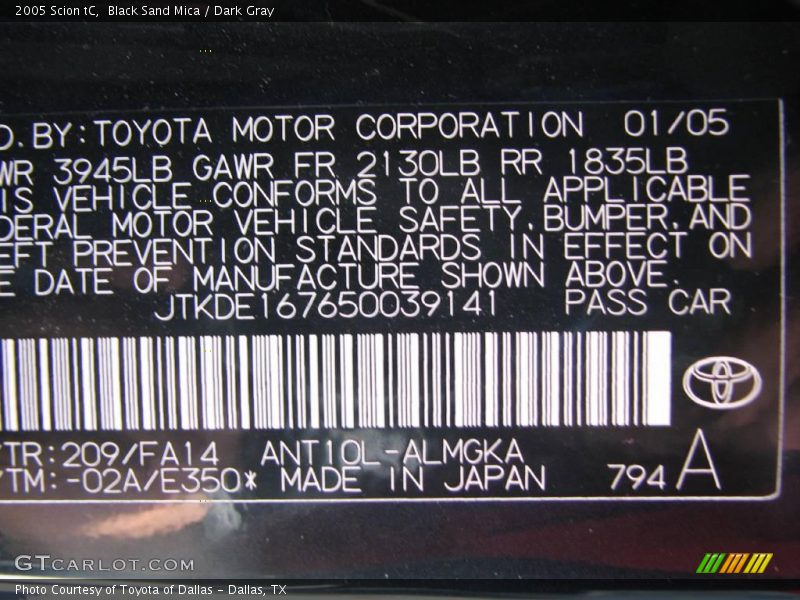 2005 Scion tC,  Black Sand Mica / Dark Gray
D.BY:TOYOTA MOTOR CORPORATION 01/05
WR 3945LB GAWR FR 2130LB RR 1835LB
IS VEHICLE CONFORMS TO ALL APPLICABLE
DERAL MOTOR VEHICLE SAFETY,BUMPER,AND
EFT PREVENTION STANDARDS IN EFFECT ON
E DATE OF MANUFACTURE SHOWN ABOVE.
JTKDE167650039141 PASS CAR
/TR:209/FA14 ANT10L-ALMGKA
/TM:-02A/E350* MADE IN JAPAN 794 A
GTCARLOT.COM
Photo Courtesy of Toyota of Dallas - Dallas, TX